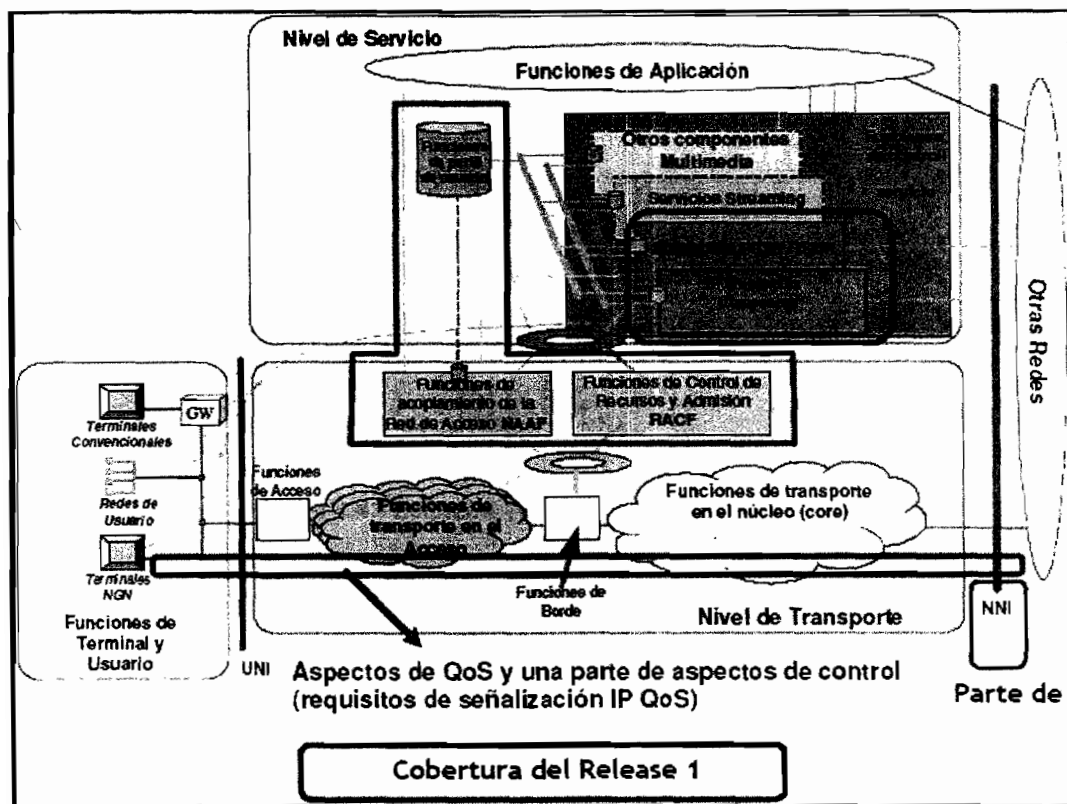 Nivel de Servicio
Funciones de Aplicación
Otros componentes
Multimedia
Servicios Streaming
Otras Redes
Funciones de
acoplamiento de la
Red de Acceso NAAF
Funciones de Control de
Recursos y Admisión
RACF
GW
Terminales
Convencionales
Redes de
Usuario
Terminales
NGN
Funciones de
Terminal y
Usuario
UNI
Funciones
de Acceso
Funciones de
transporte en el
Acceso
Funciones de
Borde
Funciones de transporte
en el núcleo (core)
Nivel de Transporte
NNI
Aspectos de QoS y una parte de aspectos de control
(requisitos de señalización IP QoS)
Parte de
Cobertura del Release 1